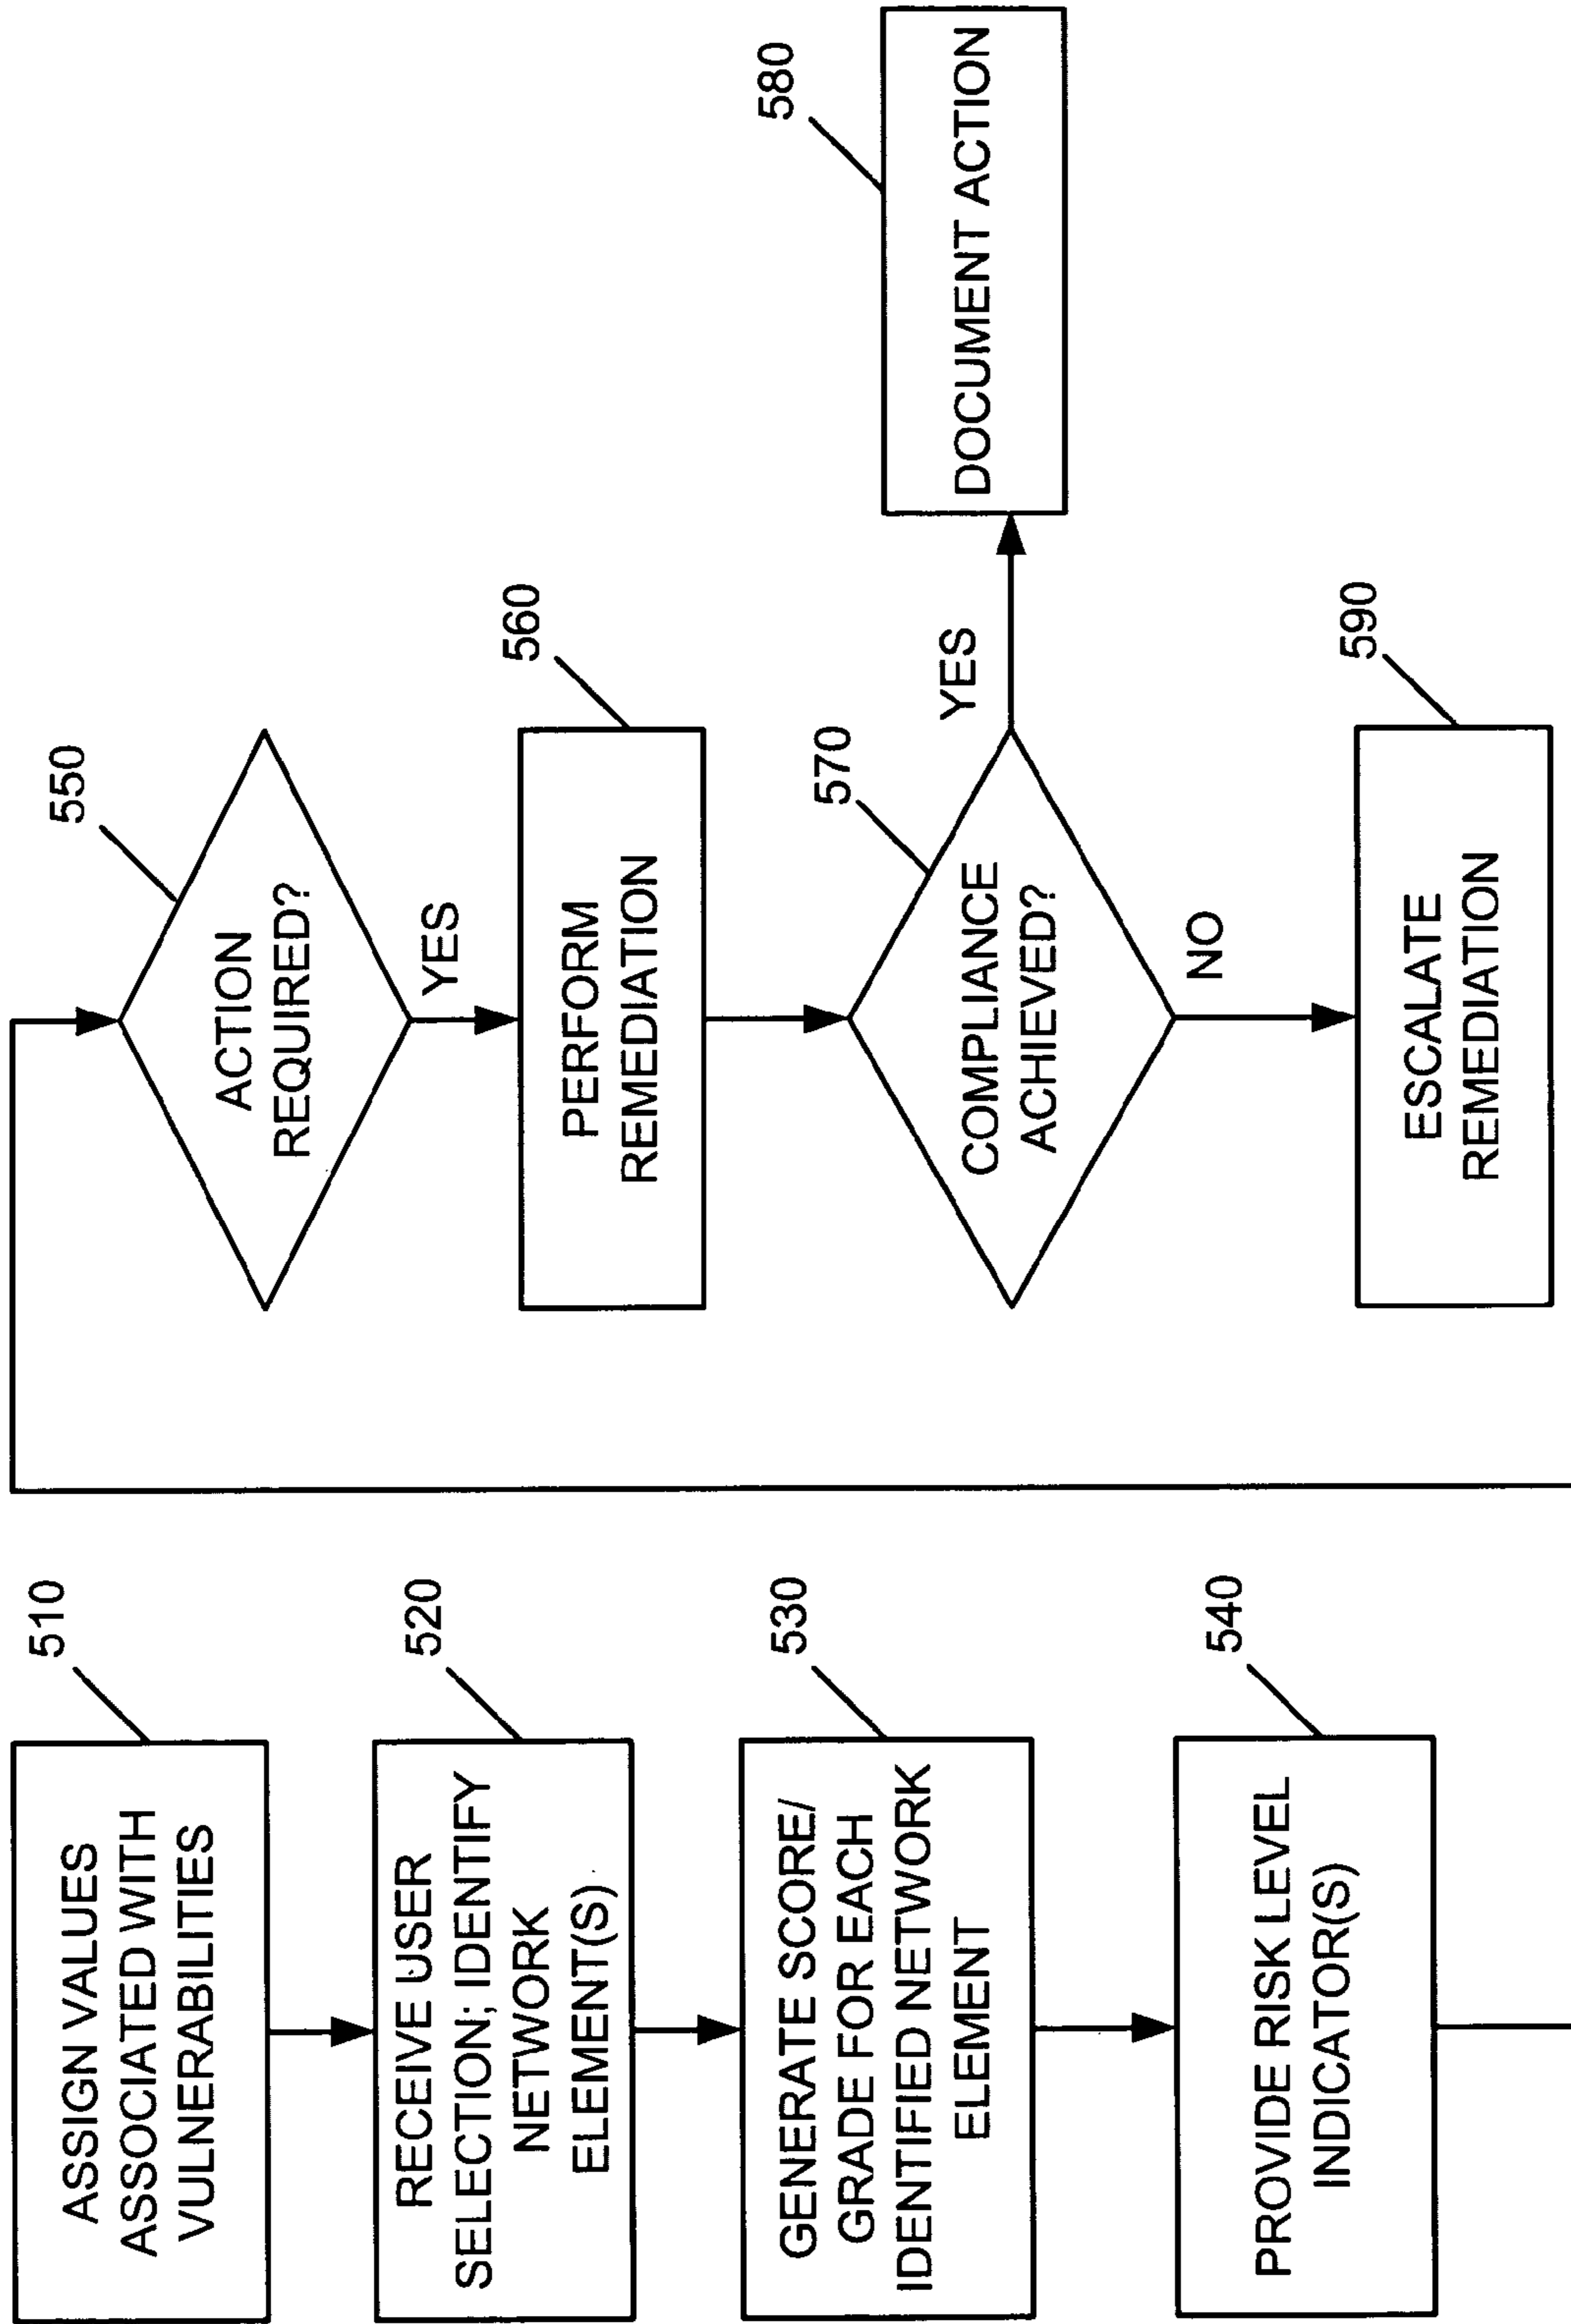 510
ASSIGN VALUES
ASSOCIATED WITH
VULNERABILITIES
520
RECEIVE USER
SELECTION; IDENTIFY
NETWORK
ELEMENT(S)
530
GENERATE SCORE/
GRADE FOR EACH
IDENTIFIED NETWORK
ELEMENT
540
PROVIDE RISK LEVEL
INDICATOR(S)
550
ACTION
REQUIRED?
YES
560
PERFORM
REMEDIATION
570
COMPLIANCE
ACHIEVED?
YES
580
DOCUMENT ACTION
NO
590
ESCALATE
REMEDIATION